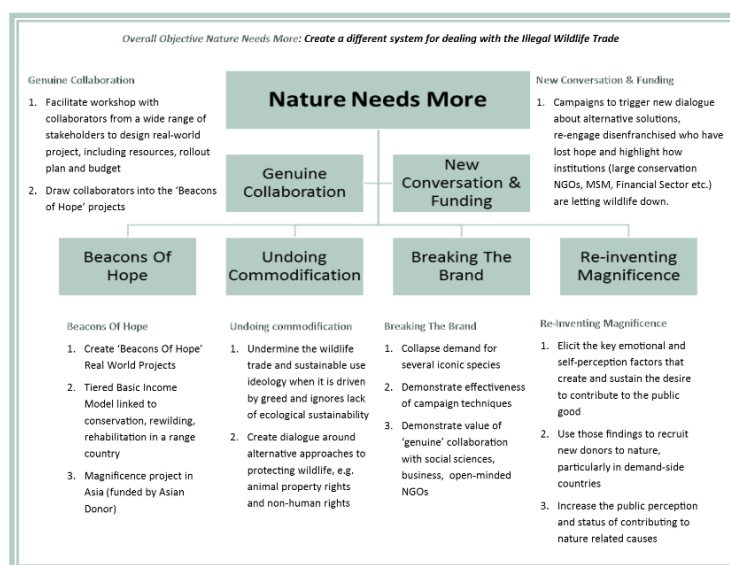 Overall Objective Nature Needs More: Create a different system for dealing with the Illegal Wildlife Trade
Genuine Collaboration
1. Facilitate workshop with
collaborators from a wide range of
stakeholders to design real-world
project, including resources, rollout
plan and budget
2. Draw collaborators into the ‘Beacons
of Hope’ projects
Nature Needs More
New Conversation & Funding
1. Campaigns to trigger new dialogue
about alternative solutions,
re-engage disenfranchised who have
lost hope and highlight how
institutions (large conservation
NGOs, MSM, Financial Sector etc.)
are letting wildlife down.
Genuine
Collaboration
New
Conversation &
Funding
Beacons Of
Hope
Undoing
Commodification
Breaking The
Brand
Re-inventing
Magnificence
Beacons Of Hope
1. Create ‘Beacons Of Hope’
Real World Projects
2. Tiered Basic Income
Model linked to
conservation, rewilding,
rehabilitation in a range
country
3. Magnificence project in
Asia (funded by Asian
Donor)
Undoing commodification
1. Undermine the wildlife
trade and sustainable use
ideology when it is driven
by greed and ignores lack
of ecological sustainability
2. Create dialogue around
alternative approaches to
protecting wildlife, e.g.
animal property rights
and non-human rights
Breaking The Brand
1. Collapse demand for
several iconic species
2. Demonstrate effectiveness
of campaign techniques
3. Demonstrate value of
‘genuine’ collaboration
with social sciences,
business, open-minded
NGOs
Re-Inventing Magnificence
1. Elicit the key emotional and
self-perception factors that
create and sustain the desire
to contribute to the public
good
2. Use those findings to recruit
new donors to nature,
particularly in demand-side
countries
3. Increase the public perception
and status of contributing to
nature related causes